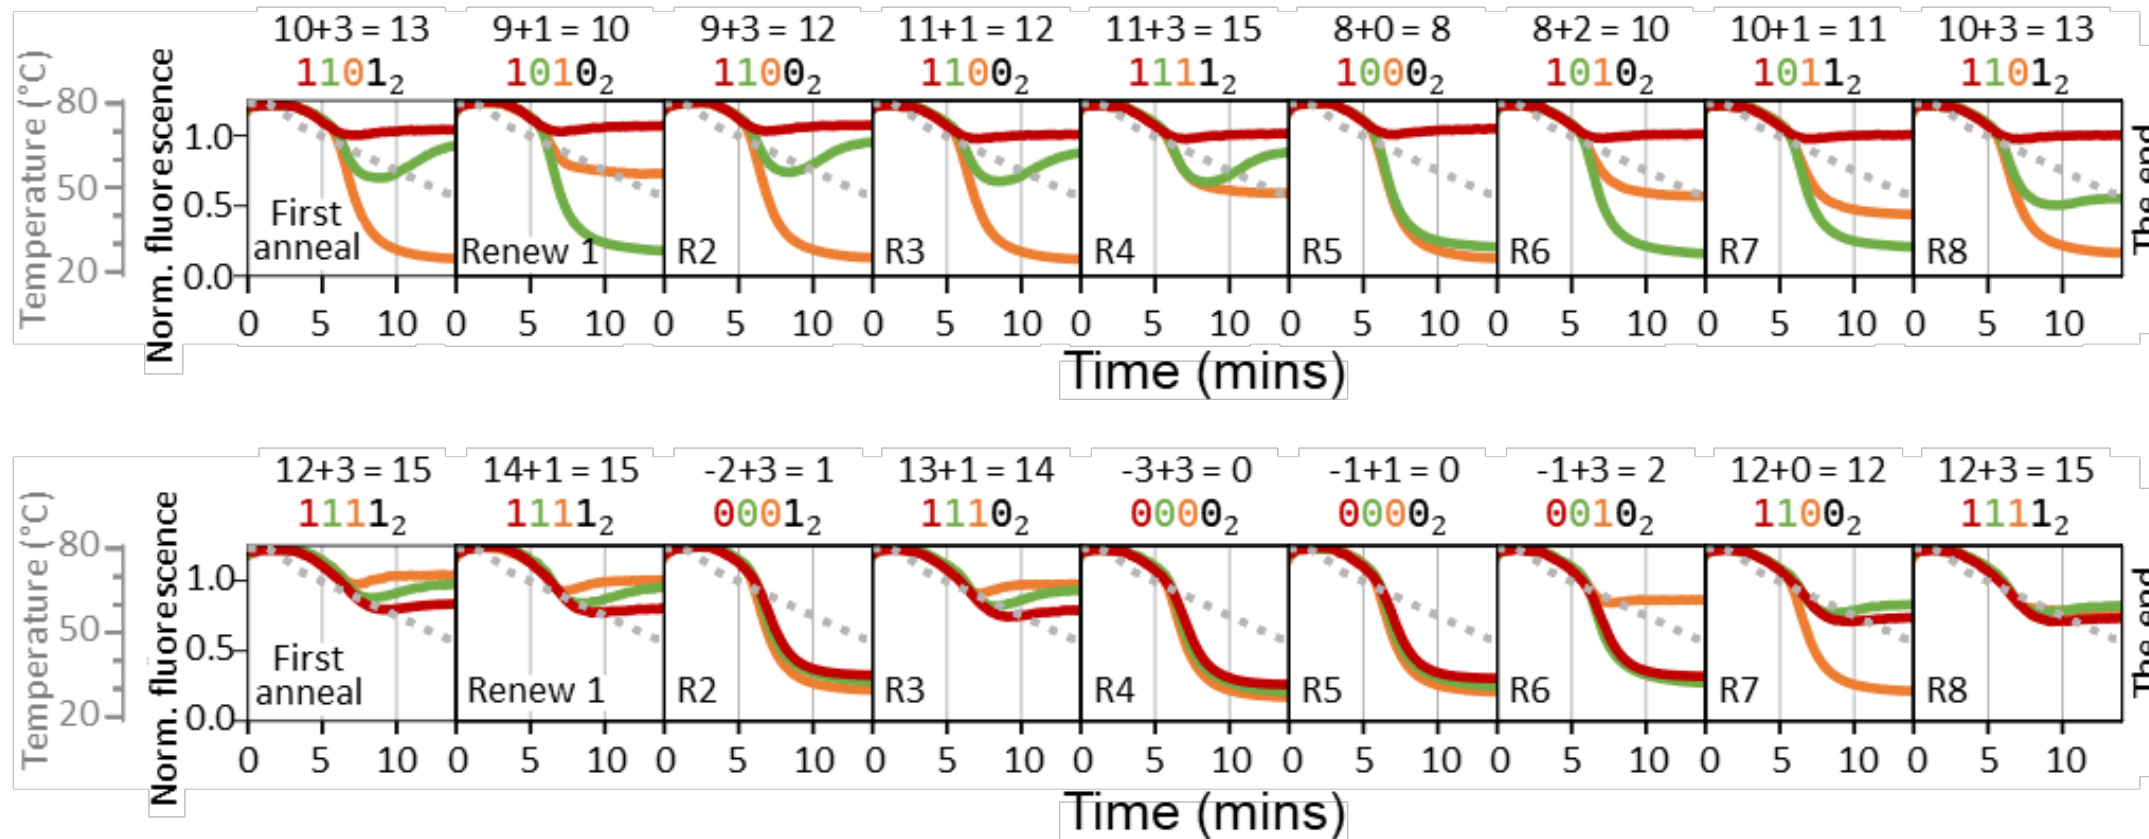 10+3 = 13 9+1 = 10 9+3 = 12 11+1 = 12 11+3 = 15 8+0 = 8 8+2 = 10 10+1 = 11 10+3 = 13
1101₂ 1010₂ 1100₂ 1100₂ 1111₂ 1000₂ 1010₂ 1011₂ 1101₂
Temperature (°C)
80
50
20
Norm. fluorescence
1.0
0.5
0.0
First
anneal
Renew 1 R2 R3 R4 R5 R6 R7 R8
The end
0 5 10 0 5 10 0 5 10 0 5 10 0 5 10 0 5 10 0 5 10 0 5 10 0 5 10
Time (mins)
12+3 = 15 14+1 = 15 -2+3 = 1 13+1 = 14 -3+3 = 0 -1+1 = 0 -1+3 = 2 12+0 = 12 12+3 = 15
1111₂ 1111₂ 0001₂ 1110₂ 0000₂ 0000₂ 0010₂ 1100₂ 1111₂
Temperature (°C)
80
50
20
Norm. fluorescence
1.0
0.5
0.0
First
anneal
Renew 1 R2 R3 R4 R5 R6 R7 R8
The end
0 5 10 0 5 10 0 5 10 0 5 10 0 5 10 0 5 10 0 5 10 0 5 10 0 5 10
Time (mins)